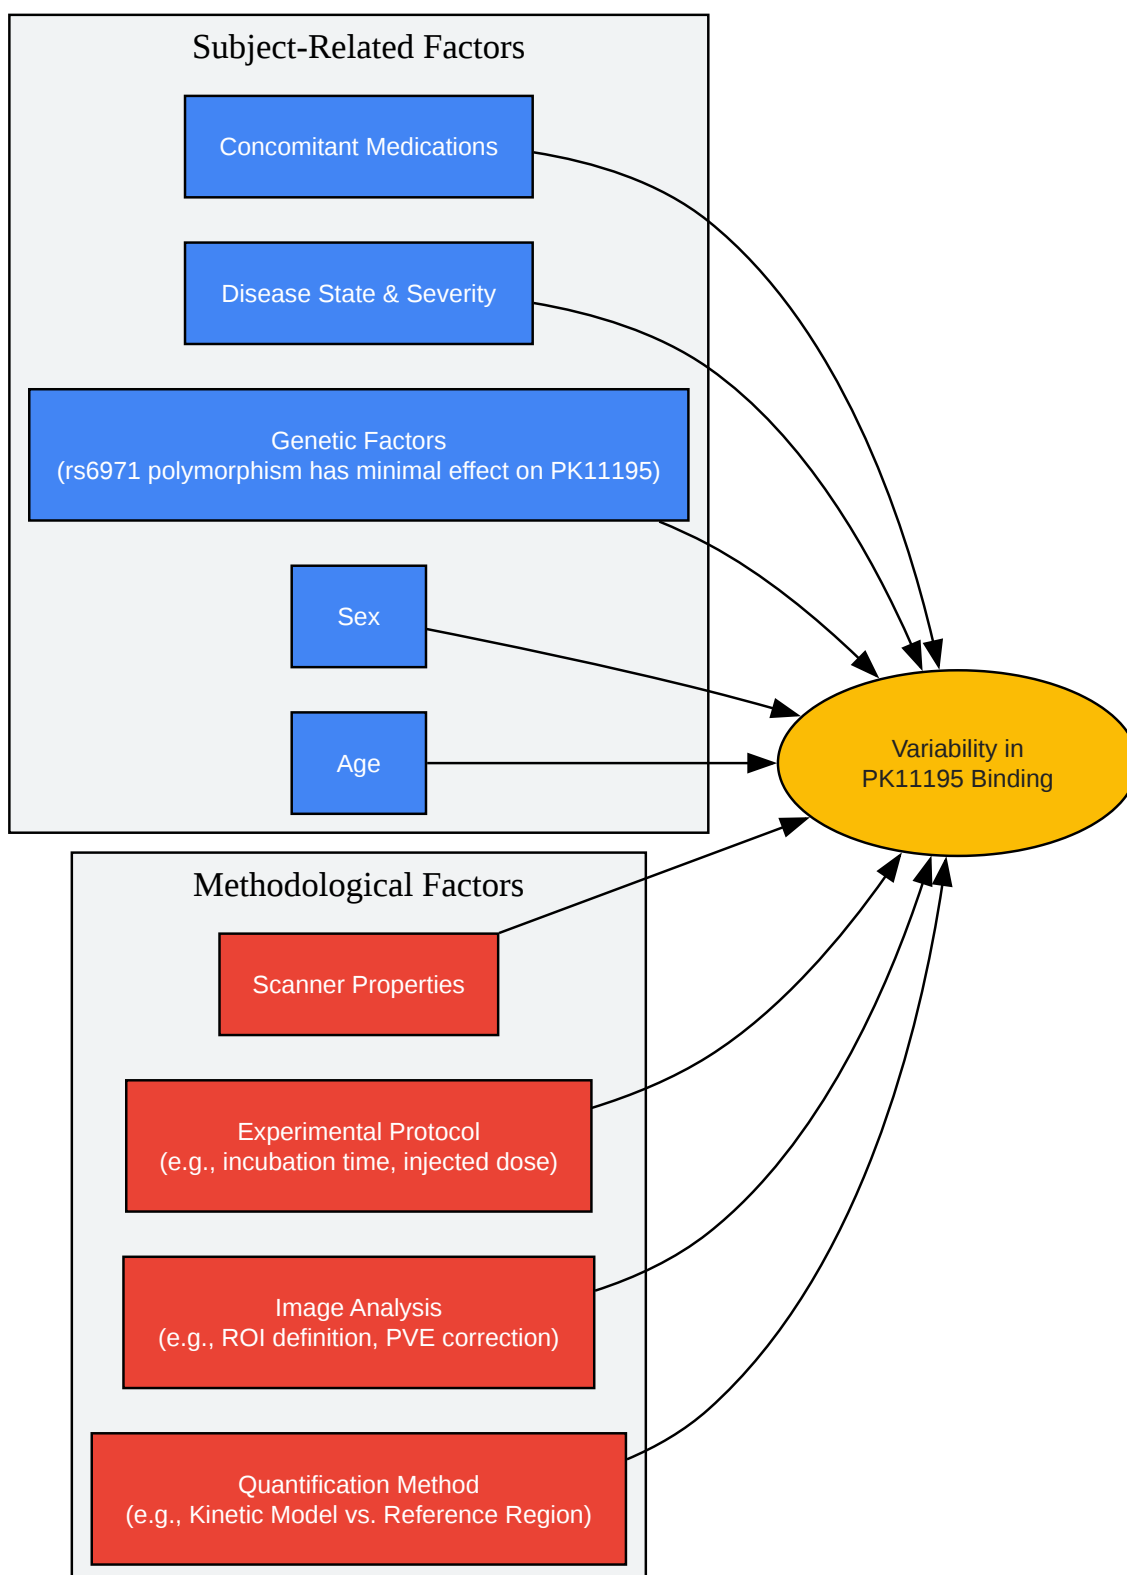 Subject-Related Factors
Concomitant Medications
Disease State & Severity
Genetic Factors
(rs6971 polymorphism has minimal effect on PK11195)
Sex
Age
Variability in
PK11195 Binding
Methodological Factors
Scanner Properties
Experimental Protocol
(e.g., incubation time, injected dose)
Image Analysis
(e.g., ROI definition, PVE correction)
Quantification Method
(e.g., Kinetic Model vs. Reference Region)